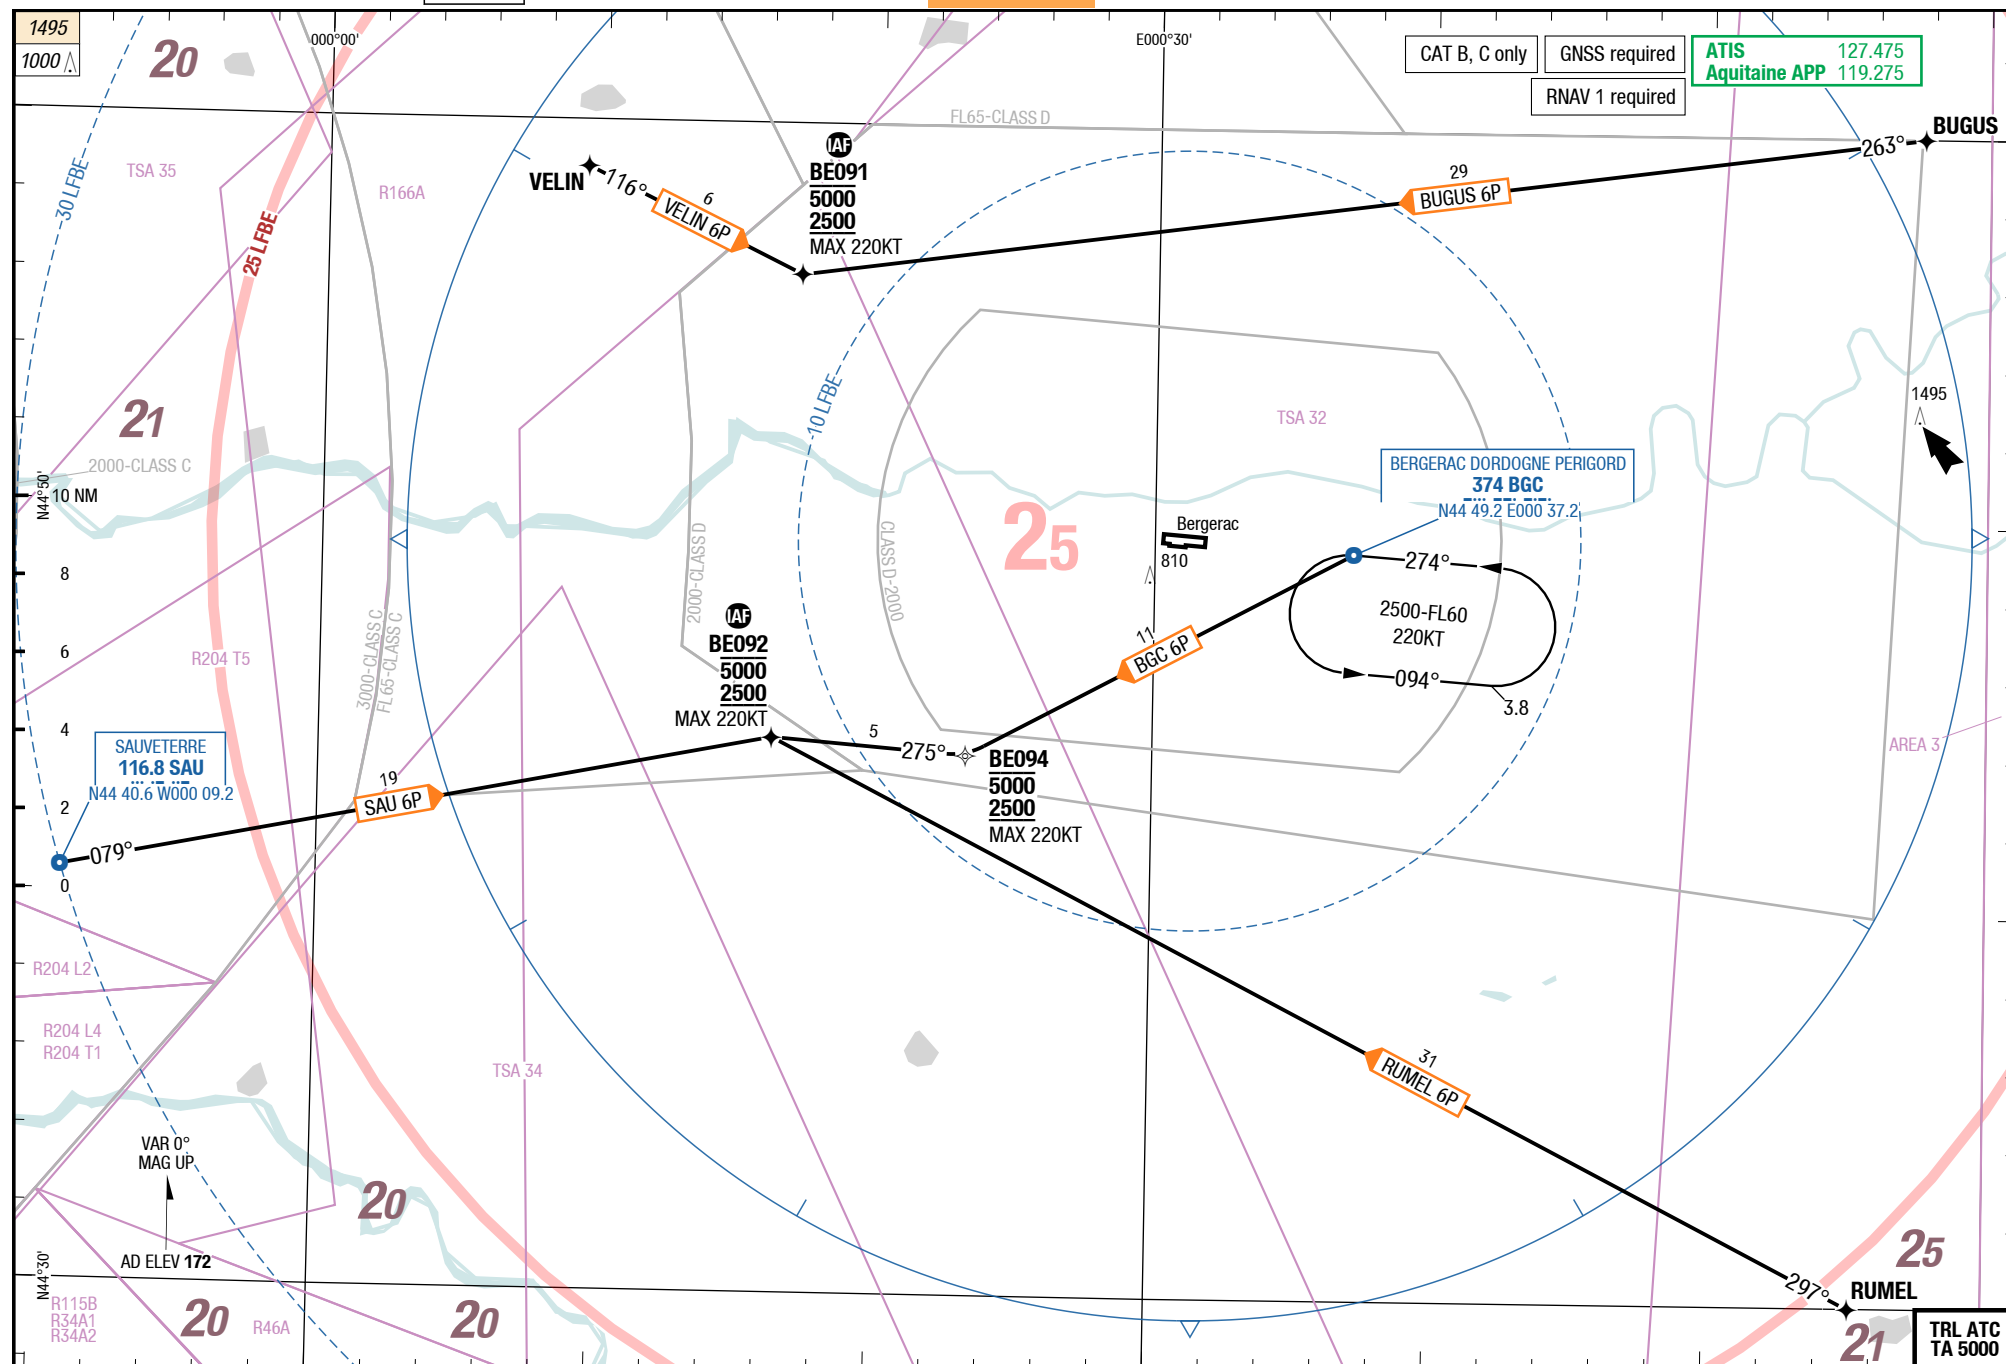 1495
1000
20
000°00'
E000°30'
CAT B, C only
GNSS required
RNAV 1 required
ATIS 127.475
Aquitaine APP 119.275
FL65-CLASS D
BUGUS
263°
29
BUGUS 6P
IAF
BE091
5000
2500
MAX 220KT
VELIN
116°
6
VELIN 6P
TSA 35
R166A
30 LFBE
25 LFBE
21
2000-CLASS C
N44°50'
10 NM
8
6
4
2
0
10 LFBE
TSA 32
1495
BERGERAC DORDOGNE PERIGORD
374 BGC
N44 49.2 E000 37.2
25
Bergerac
810
CLASS D-2000
2000-CLASS D
274°
2500-FL60
220KT
094°
3.8
11
BGC 6P
IAF
BE092
5000
2500
MAX 220KT
3000-CLASS C
FL65-CLASS C
R204 T5
5
275°
BE094
5000
2500
MAX 220KT
AREA 3
SAUVETERRE
116.8 SAU
N44 40.6 W000 09.2
079°
19
SAU 6P
R204 L2
R204 L4
R204 T1
TSA 34
31
RUMEL 6P
VAR 0°
MAG UP
AD ELEV 172
20
25
N44°30'
297°
RUMEL
R115B
R34A1
R34A2
20
R46A
20
21
TRL ATC
TA 5000